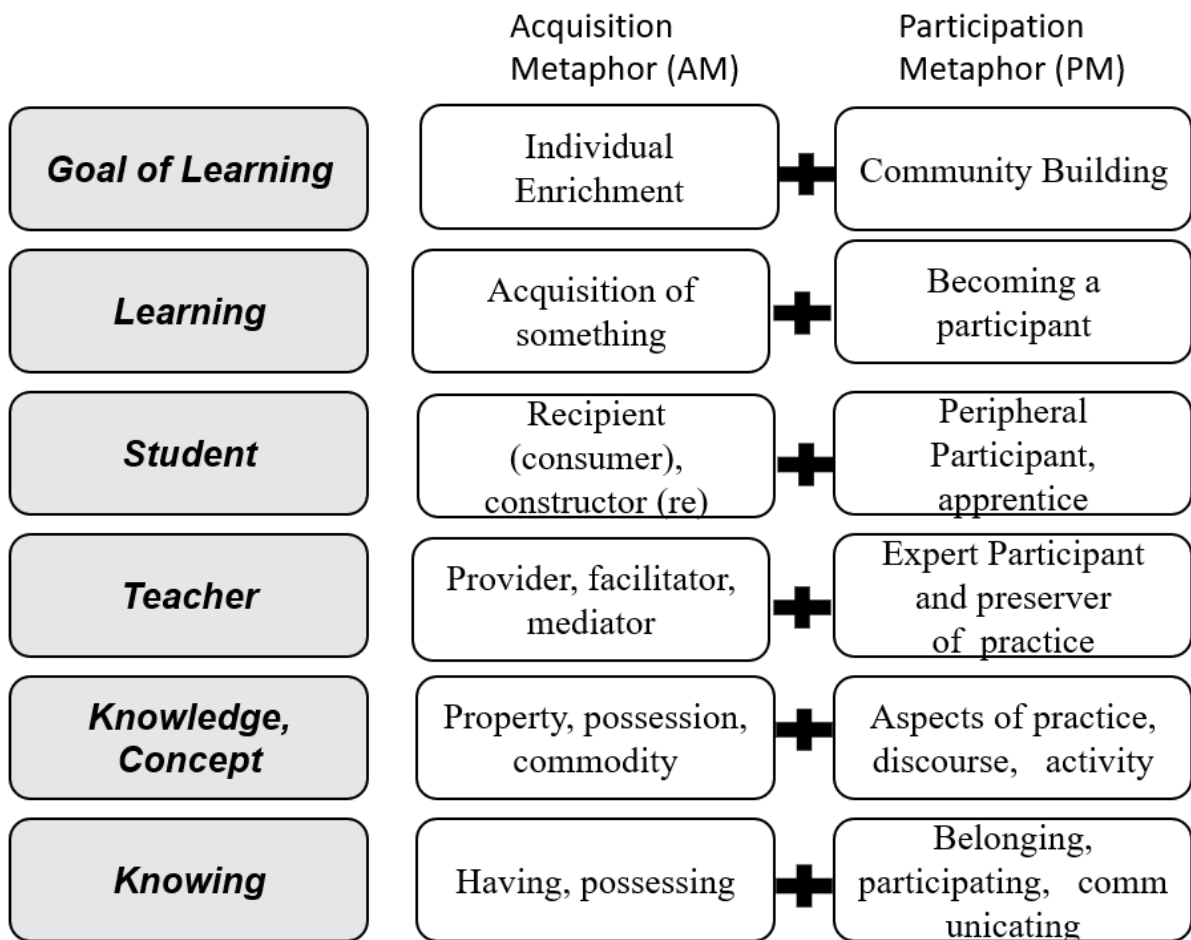 Acquisition
Metaphor (AM)
Participation
Metaphor (PM)
Goal of Learning
Individual
Enrichment
Community Building
Learning
Acquisition of
something
Becoming a
participant
Student
Recipient
(consumer),
constructor (re)
Peripheral
Participant,
apprentice
Teacher
Provider, facilitator,
mediator
Expert Participant
and preserver
of practice
Knowledge,
Concept
Property, possession,
commodity
Aspects of practice,
discourse, activity
Knowing
Having, possessing
Belonging,
participating, comm
unicating